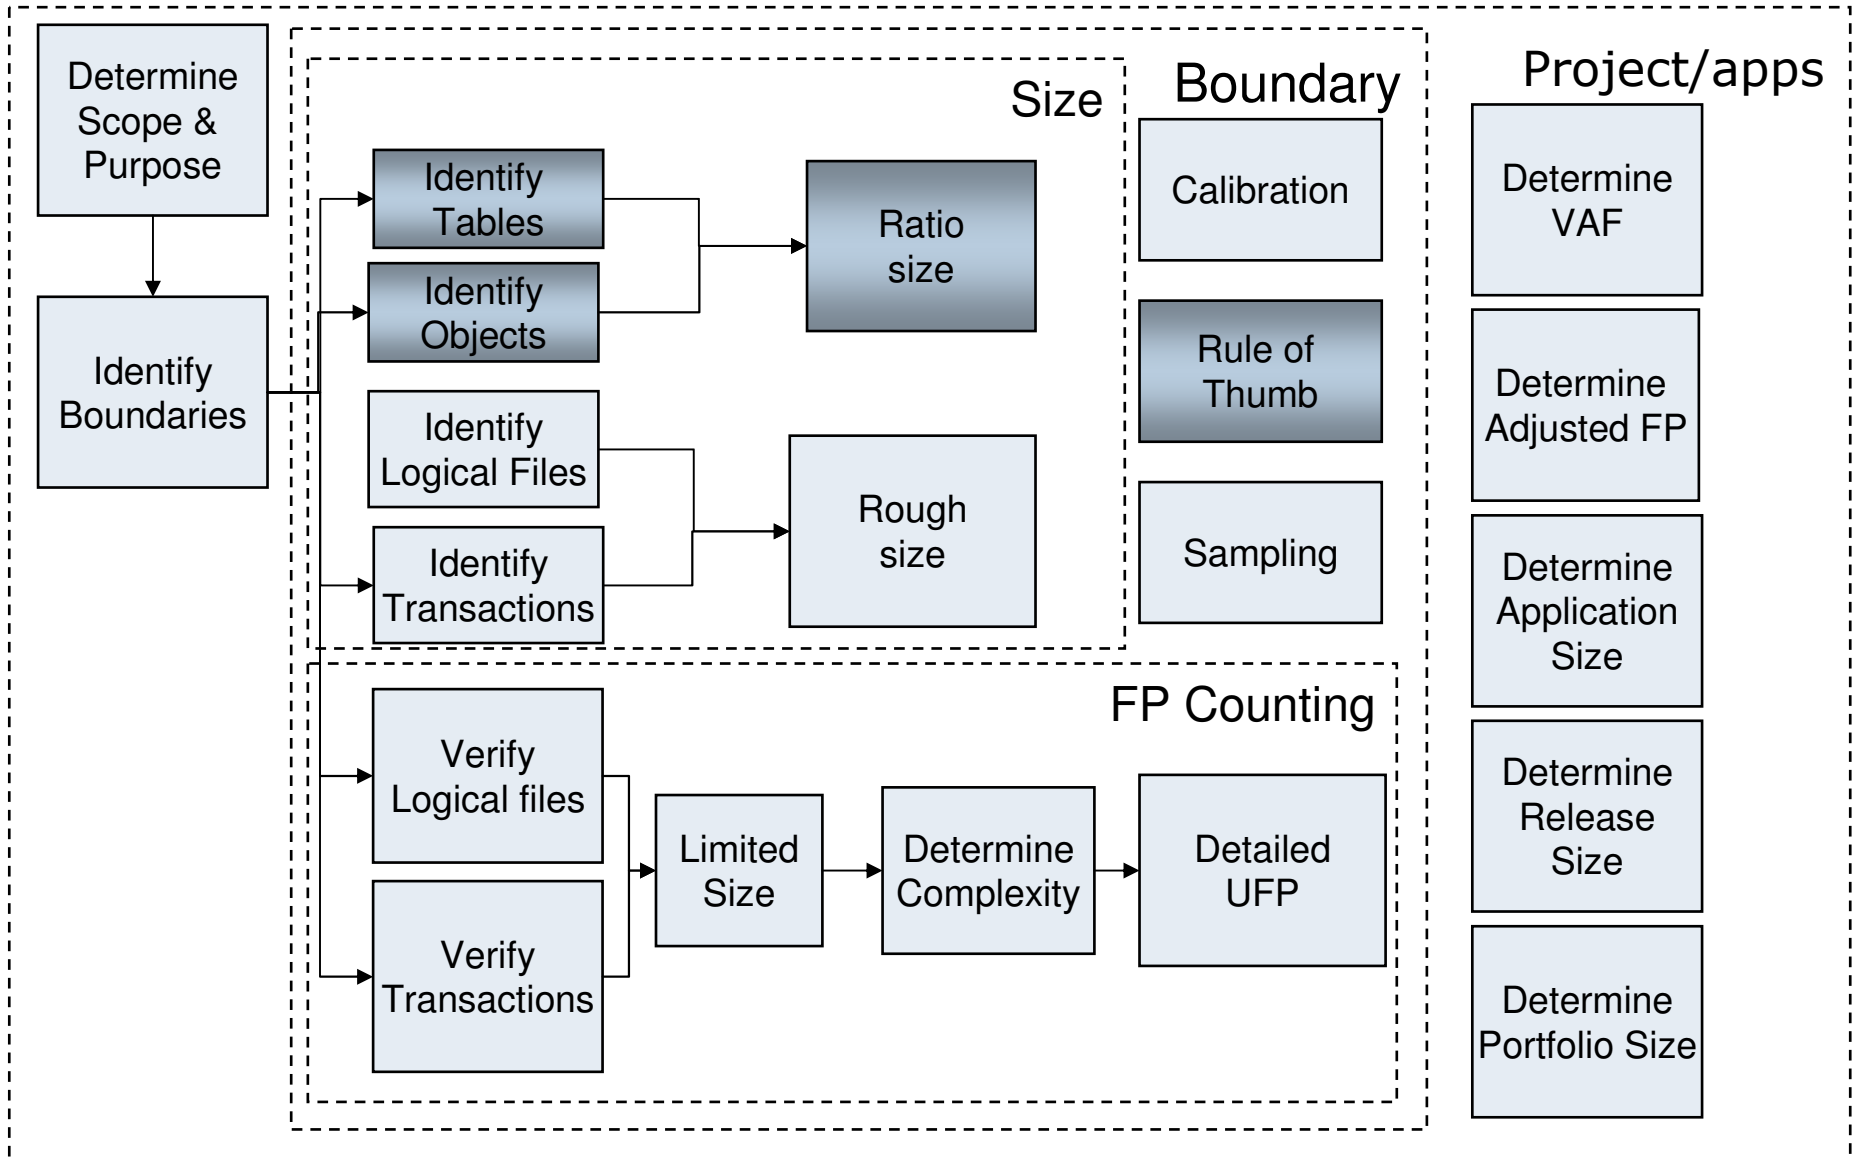 Determine
Scope &
Purpose
Identify
Boundaries
Size
Identify
Tables
Identify
Objects
Ratio
size
Identify
Logical Files
Identify
Transactions
Rough
size
Boundary
Calibration
Rule of
Thumb
Sampling
FP Counting
Verify
Logical files
Verify
Transactions
Limited
Size
Determine
Complexity
Detailed
UFP
Project/apps
Determine
VAF
Determine
Adjusted FP
Determine
Application
Size
Determine
Release
Size
Determine
Portfolio Size